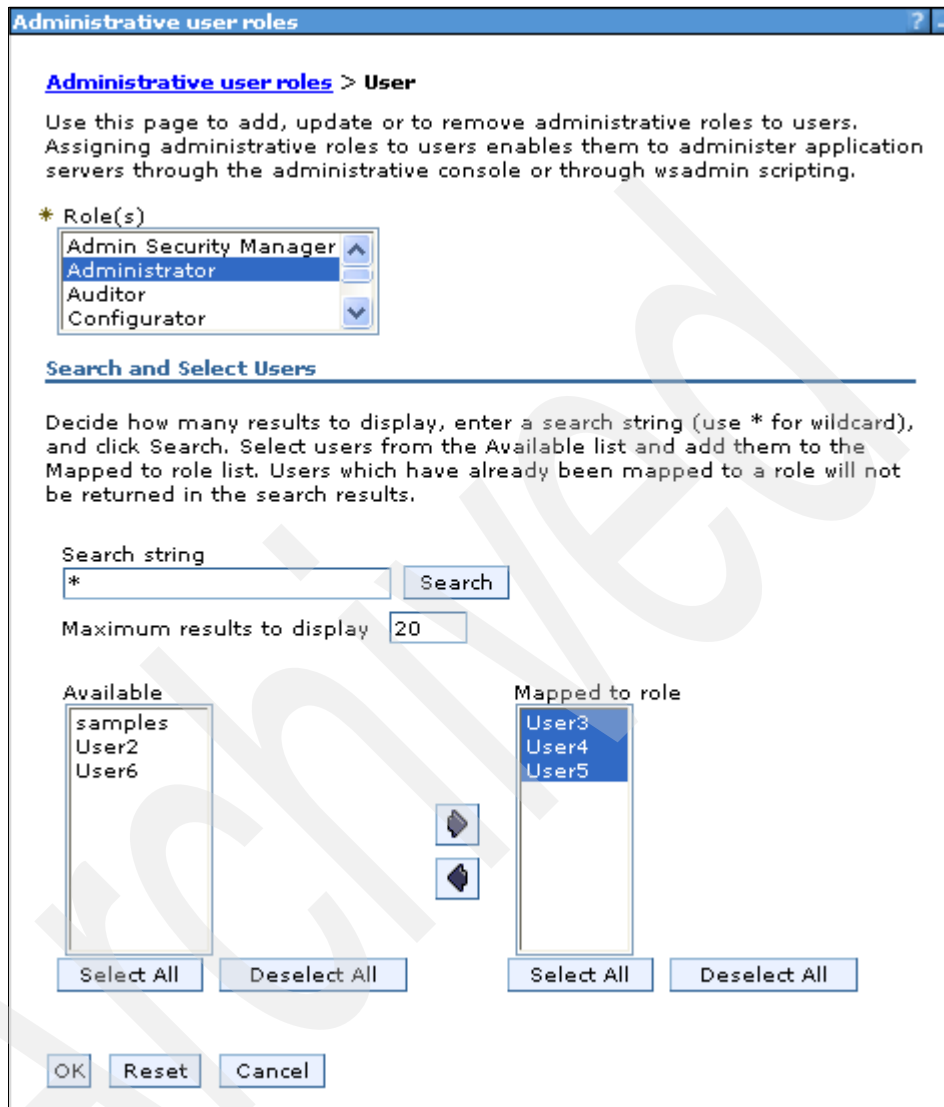 Administrative user roles ? -
Administrative user roles > User
Use this page to add, update or to remove administrative roles to users.
Assigning administrative roles to users enables them to administer application
servers through the administrative console or through wsadmin scripting.
* Role(s)
Admin Security Manager
Administrator
Auditor
Configurator
Search and Select Users
Decide how many results to display, enter a search string (use * for wildcard),
and click Search. Select users from the Available list and add them to the
Mapped to role list. Users which have already been mapped to a role will not
be returned in the search results.
Search string
* Search
Maximum results to display 20
Available Mapped to role
samples User3
User2 User4
User6 User5
Select All Deselect All Select All Deselect All
OK Reset Cancel
Archived